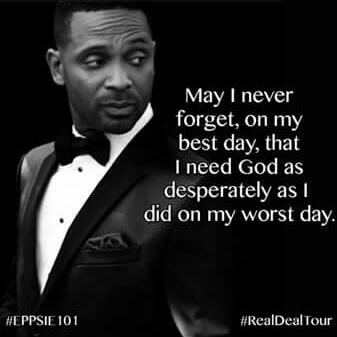 May I never
forget, on my
best day, that
I need God as
desperately as I
did on my worst day.
#EPPSIE101
#RealDealTour